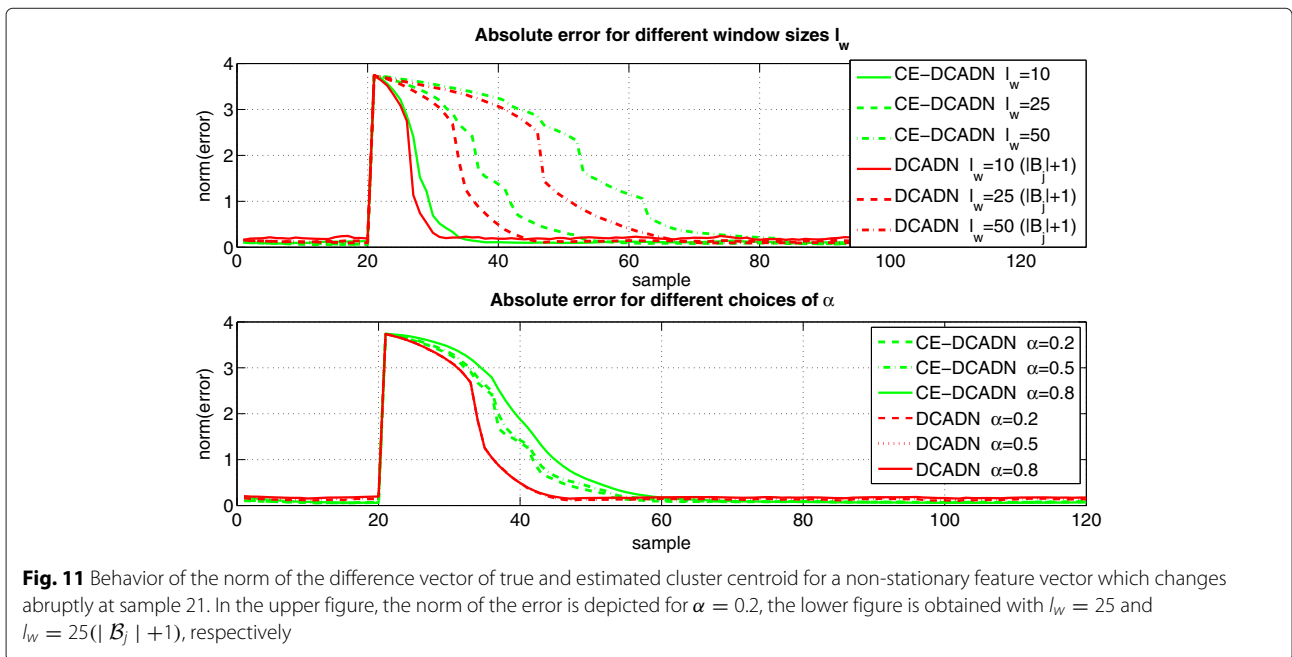 Absolute error for different window sizes l_w
4
3
2
1
0
norm(error)
0 20 40 60 80 100 120
sample
CE−DCADN l_w=10
CE−DCADN l_w=25
CE−DCADN l_w=50
DCADN l_w=10 (|B_j|+1)
DCADN l_w=25 (|B_j|+1)
DCADN l_w=50 (|B_j|+1)
Absolute error for different choices of α
4
3
2
1
0
norm(error)
0 20 40 60 80 100 120
sample
CE−DCADN α=0.2
CE−DCADN α=0.5
CE−DCADN α=0.8
DCADN α=0.2
DCADN α=0.5
DCADN α=0.8
Fig. 11 Behavior of the norm of the difference vector of true and estimated cluster centroid for a non-stationary feature vector which changes
abruptly at sample 21. In the upper figure, the norm of the error is depicted for α = 0.2, the lower figure is obtained with l_w = 25 and
l_w = 25(| B_j | +1), respectively